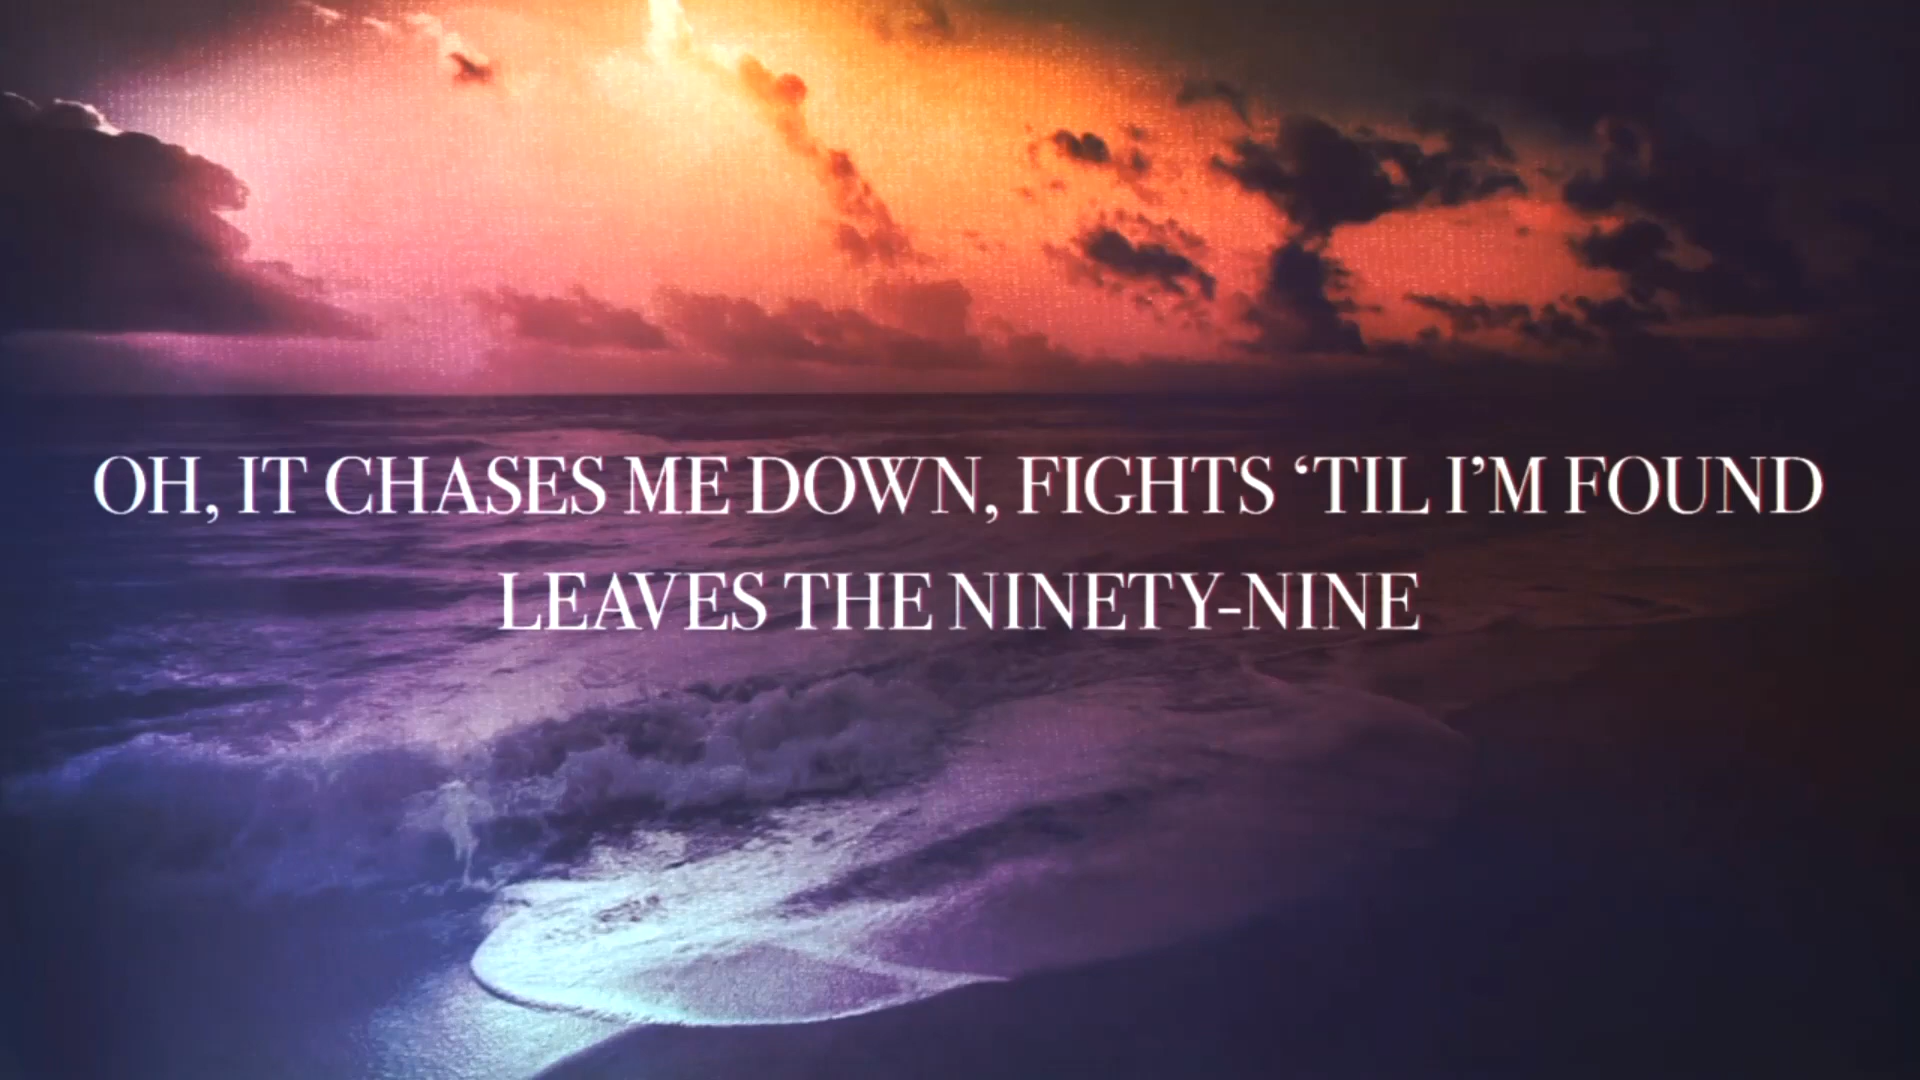 OH, IT CHASES ME DOWN, FIGHTS ‘TIL I’M FOUND
LEAVES THE NINETY-NINE